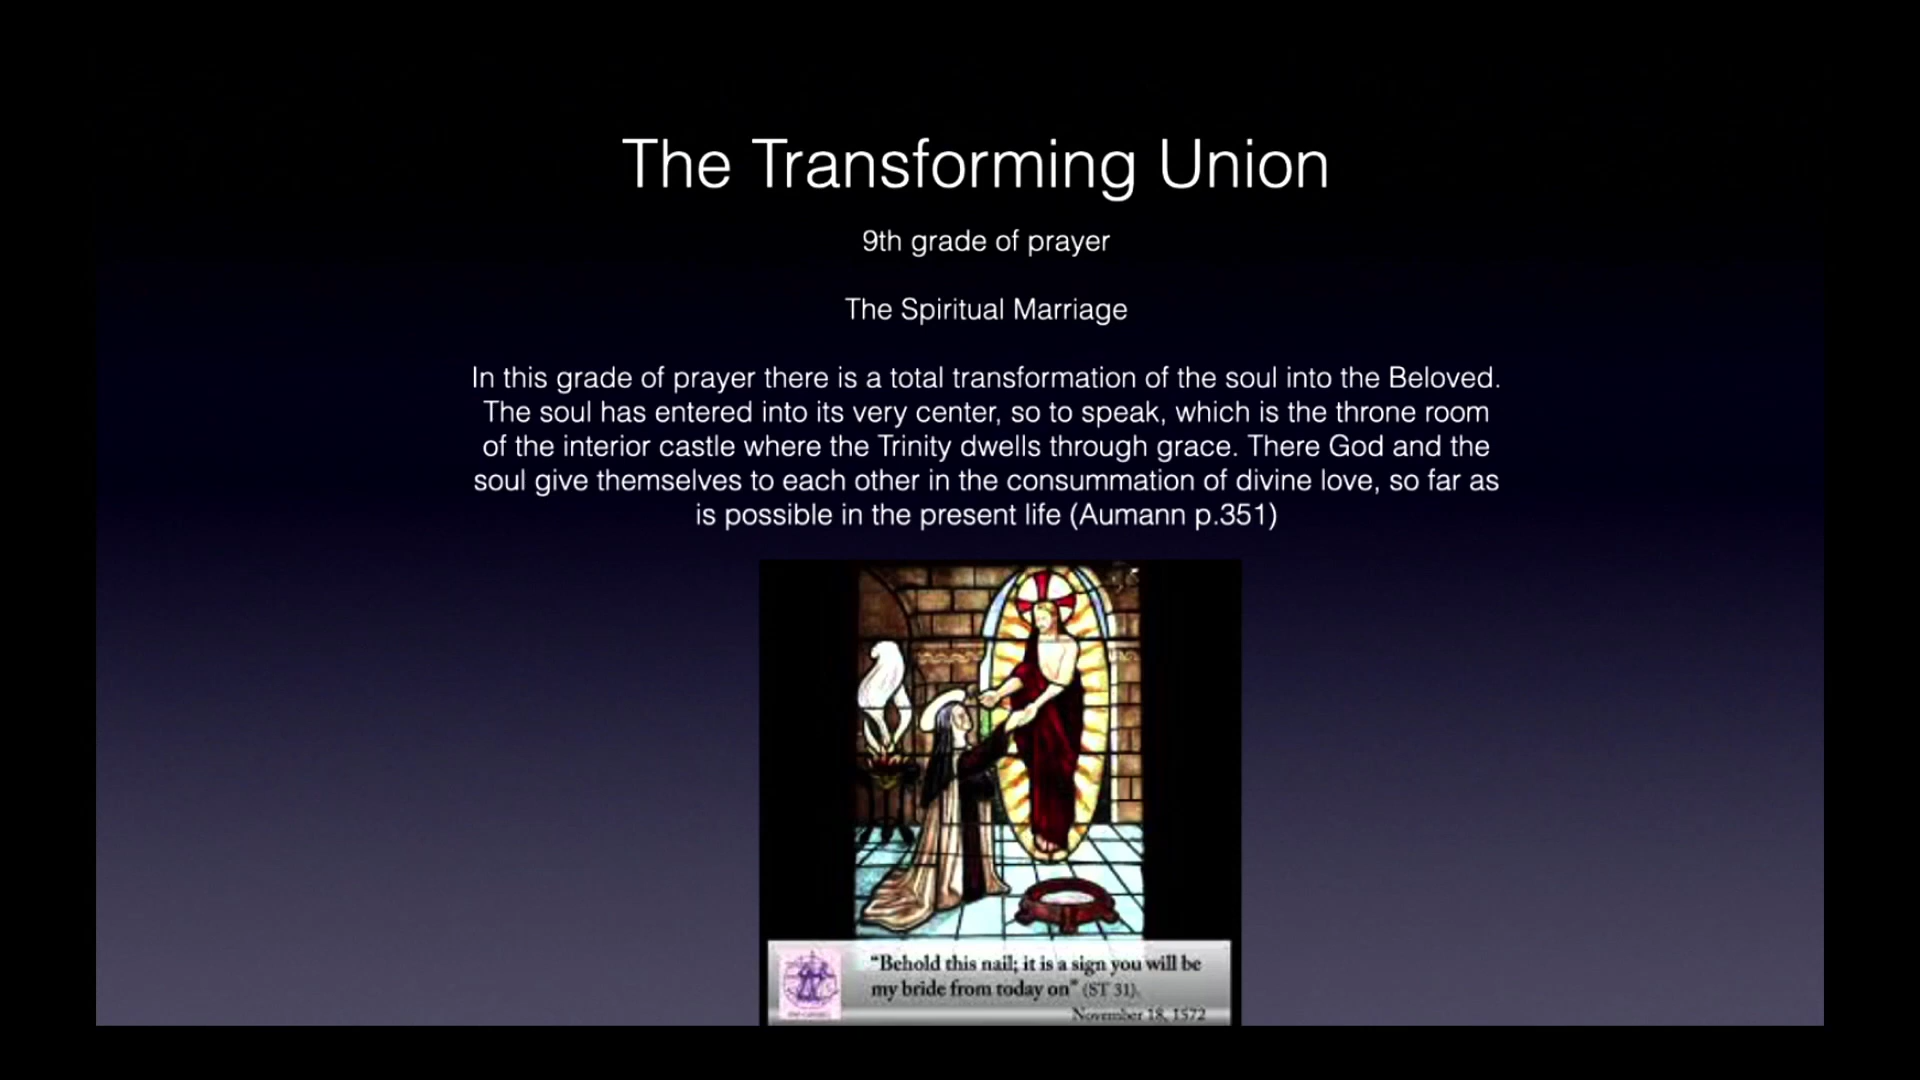 The Transforming Union
9th grade of prayer
The Spiritual Marriage
In this grade of prayer there is a total transformation of the soul into the Beloved.
The soul has entered into its very center, so to speak, which is the throne room
of the interior castle where the Trinity dwells through grace. There God and the
soul give themselves to each other in the consummation of divine love, so far as
is possible in the present life (Aumann p.351)
“Behold this nail; it is a sign you will be
my bride from today on” (ST 31).
November 18, 1572